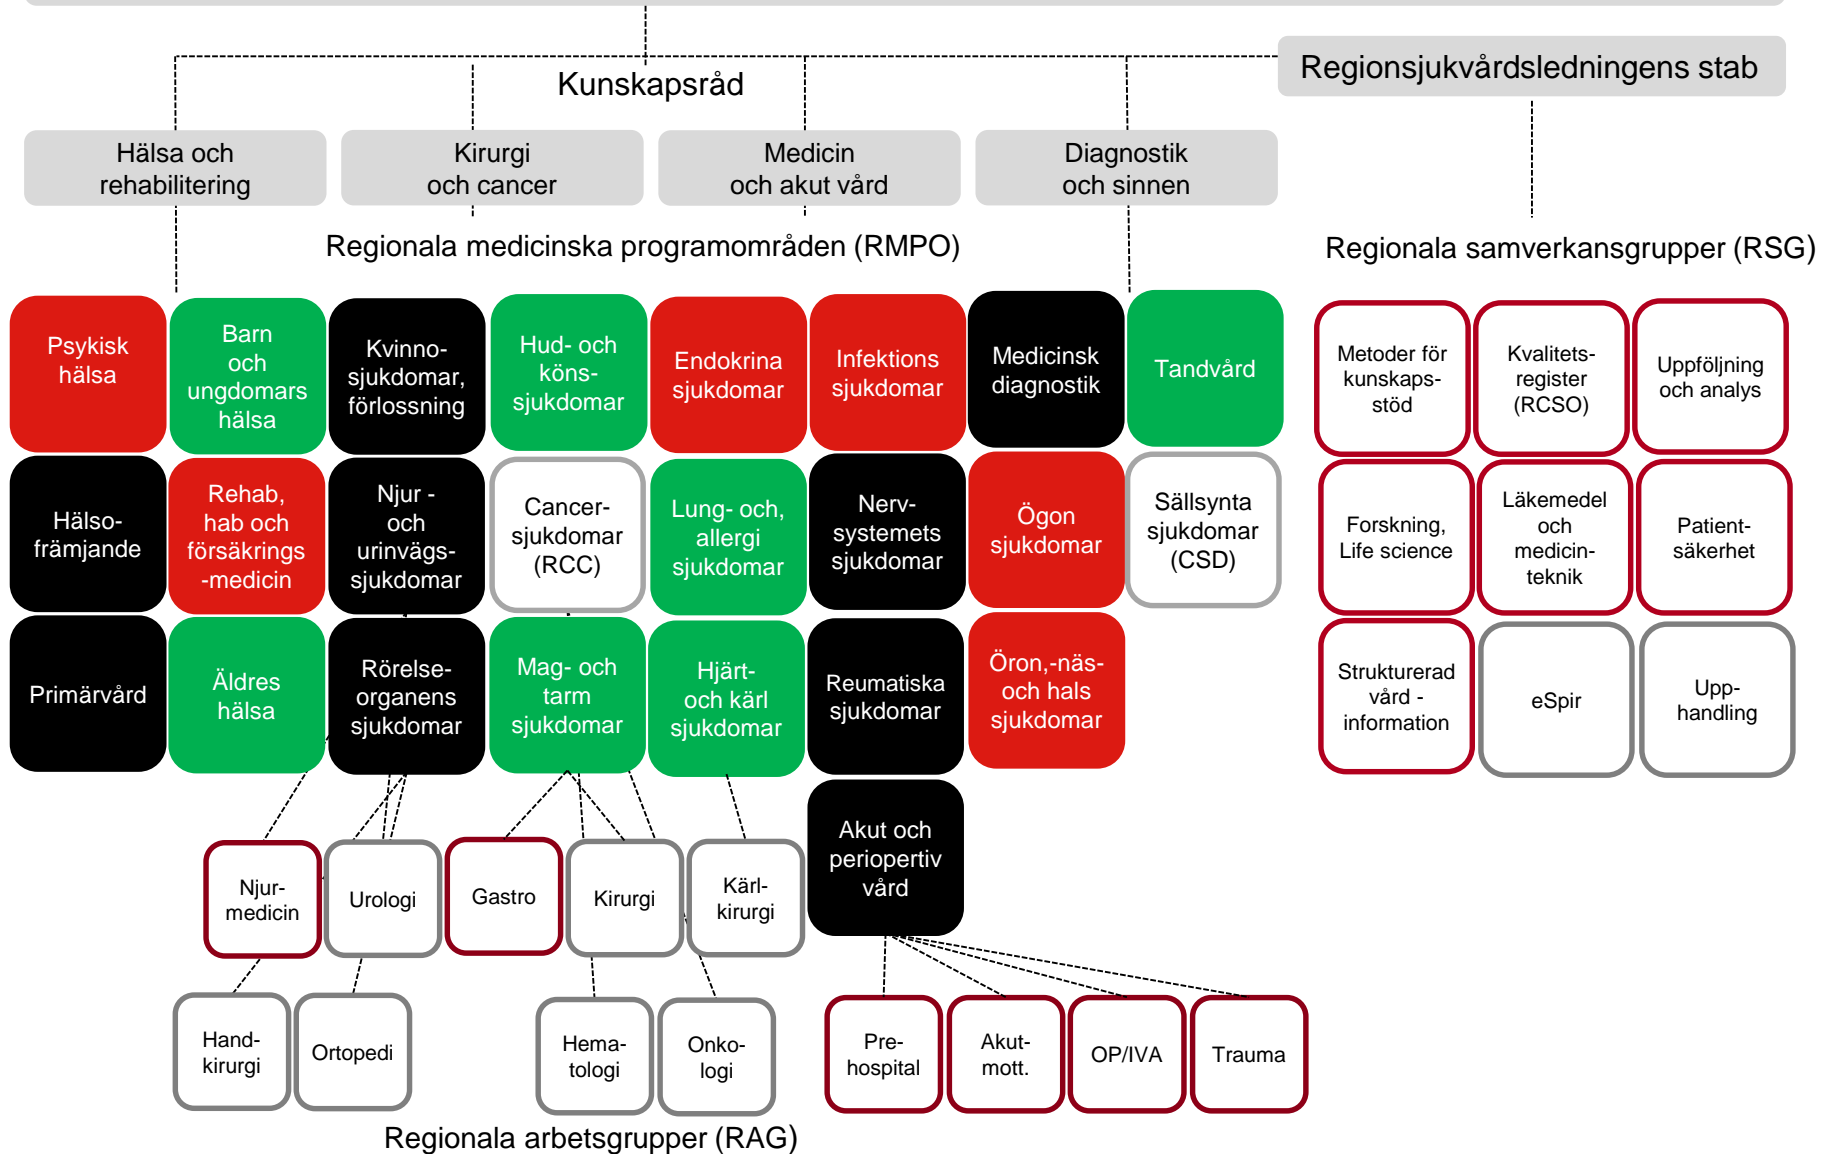 Kunskapsråd
Regionsjukvårdsledningens stab
Hälsa och
rehabilitering
Kirurgi
och cancer
Medicin
och akut vård
Diagnostik
och sinnen
Regionala medicinska programområden (RMPO)
Regionala samverkansgrupper (RSG)
Psykisk
hälsa
Barn
och
ungdomars
hälsa
Kvinno-
sjukdomar,
förlossning
Hud- och
köns-
sjukdomar
Endokrina
sjukdomar
Infektions
sjukdomar
Medicinsk
diagnostik
Tandvård
Metoder för
kunskaps-
stöd
Kvalitets-
register
(RCSO)
Uppföljning
och analys
Hälso-
främjande
Rehab,
hab och
försäkrings
-medicin
Njur -
och
urinvägs-
sjukdomar
Cancer-
sjukdomar
(RCC)
Lung- och,
allergi
sjukdomar
Nerv-
systemets
sjukdomar
Ögon
sjukdomar
Sällsynta
sjukdomar
(CSD)
Forskning,
Life science
Läkemedel
och
medicin-
teknik
Patient-
säkerhet
Primärvård
Äldres
hälsa
Rörelse-
organens
sjukdomar
Mag- och
tarm
sjukdomar
Hjärt-
och kärl
sjukdomar
Reumatiska
sjukdomar
Öron,-näs-
och hals
sjukdomar
Strukturerad
vård -
information
eSpir
Upp-
handling
Akut och
periopertiv
vård
Njur-
medicin
Urologi
Gastro
Kirurgi
Kärl-
kirurgi
Hand-
kirurgi
Ortopedi
Hema-
tologi
Onko-
logi
Pre-
hospital
Akut-
mott.
OP/IVA
Trauma
Regionala arbetsgrupper (RAG)